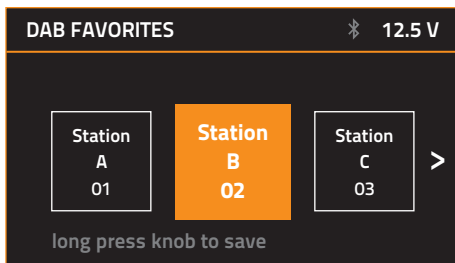 DAB FAVORITES 12.5 V
Station
A
01
Station
B
02
Station
C
03
>
long press knob to save